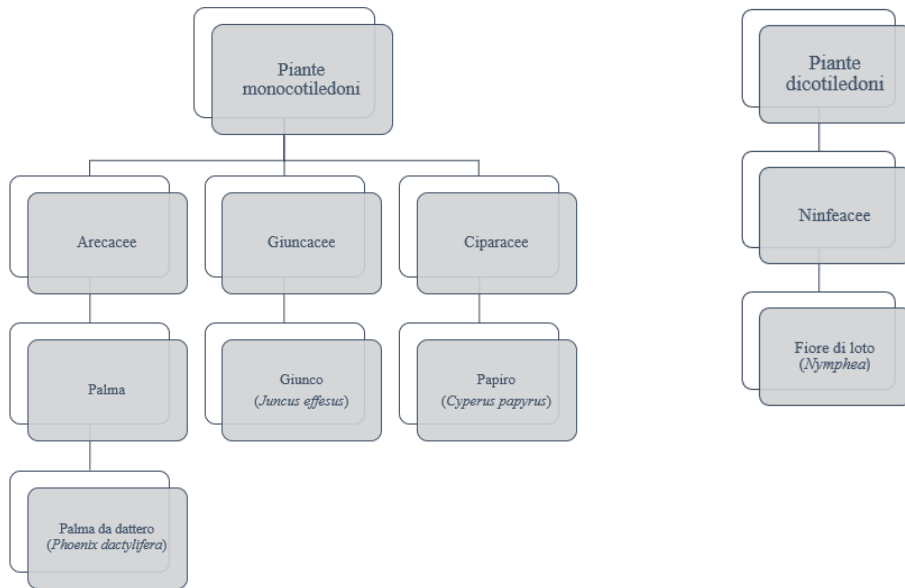 Piante
monocotiledoni
Piante
dicotiledoni
Arecacee
Giuncacee
Ciparacee
Ninfeacee
Palma
Giunco
(Juncus effesus)
Papiro
(Cyperus papyrus)
Fiore di loto
(Nymphea)
Palma da dattero
(Phoenix dactylifera)